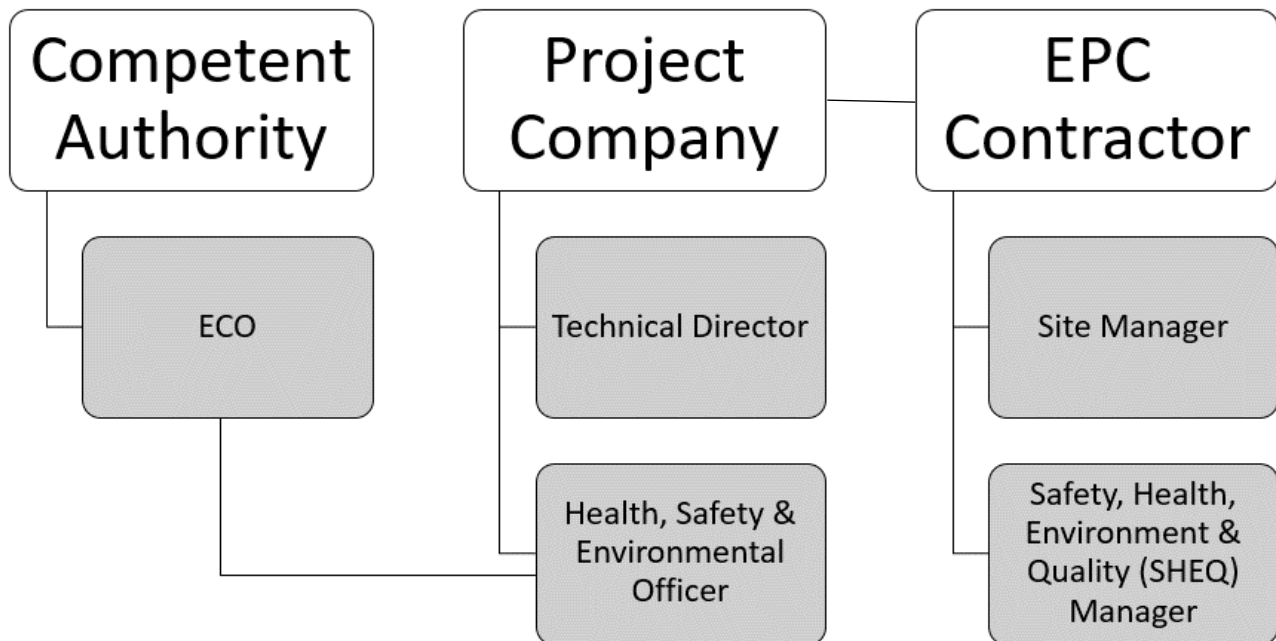 Competent
Authority
Project
Company
EPC
Contractor
ECO
Technical Director
Site Manager
Health, Safety &
Environmental
Officer
Safety, Health,
Environment &
Quality (SHEQ)
Manager